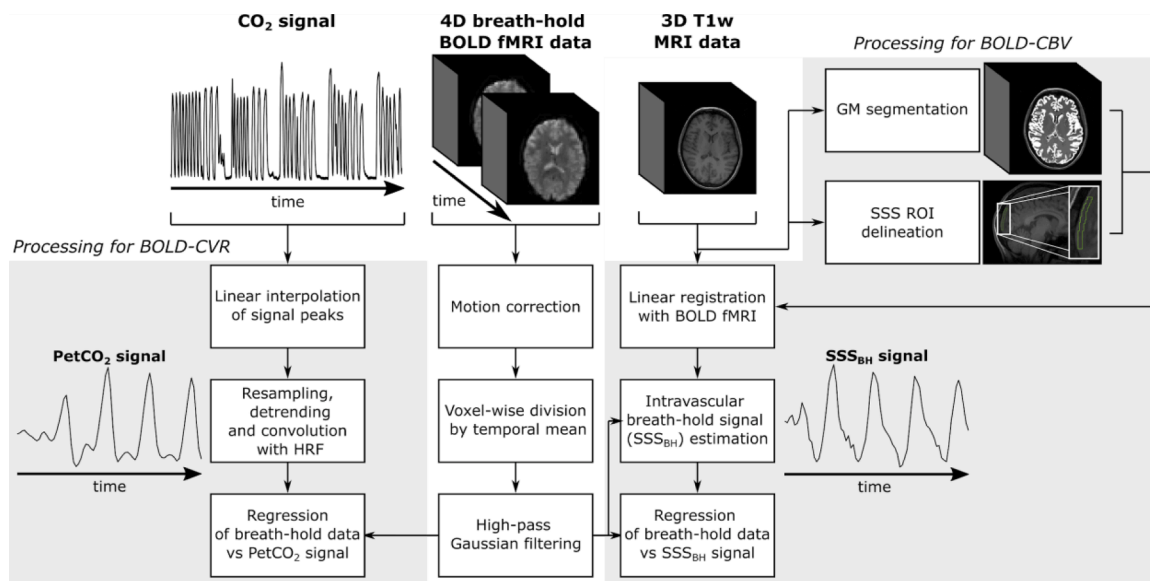 CO₂ signal
4D breath-hold
BOLD fMRI data
3D T1w
MRI data
Processing for BOLD-CBV
GM segmentation
SSS ROI
delineation
time
time
Processing for BOLD-CVR
Linear interpolation
of signal peaks
Motion correction
Linear registration
with BOLD fMRI
PetCO₂ signal
Resampling,
detrending
and convolution
with HRF
Voxel-wise division
by temporal mean
Intravascular
breath-hold signal
(SSS_BH) estimation
SSS_BH signal
time
time
Regression
of breath-hold data
vs PetCO₂ signal
High-pass
Gaussian filtering
Regression
of breath-hold data
vs SSS_BH signal